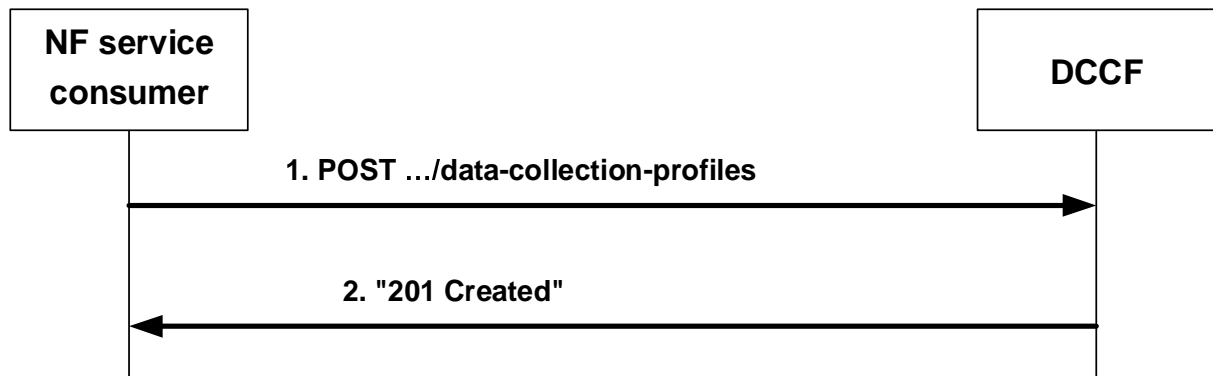 NF service
consumer
DCCF
1. POST …/data-collection-profiles
2. "201 Created"